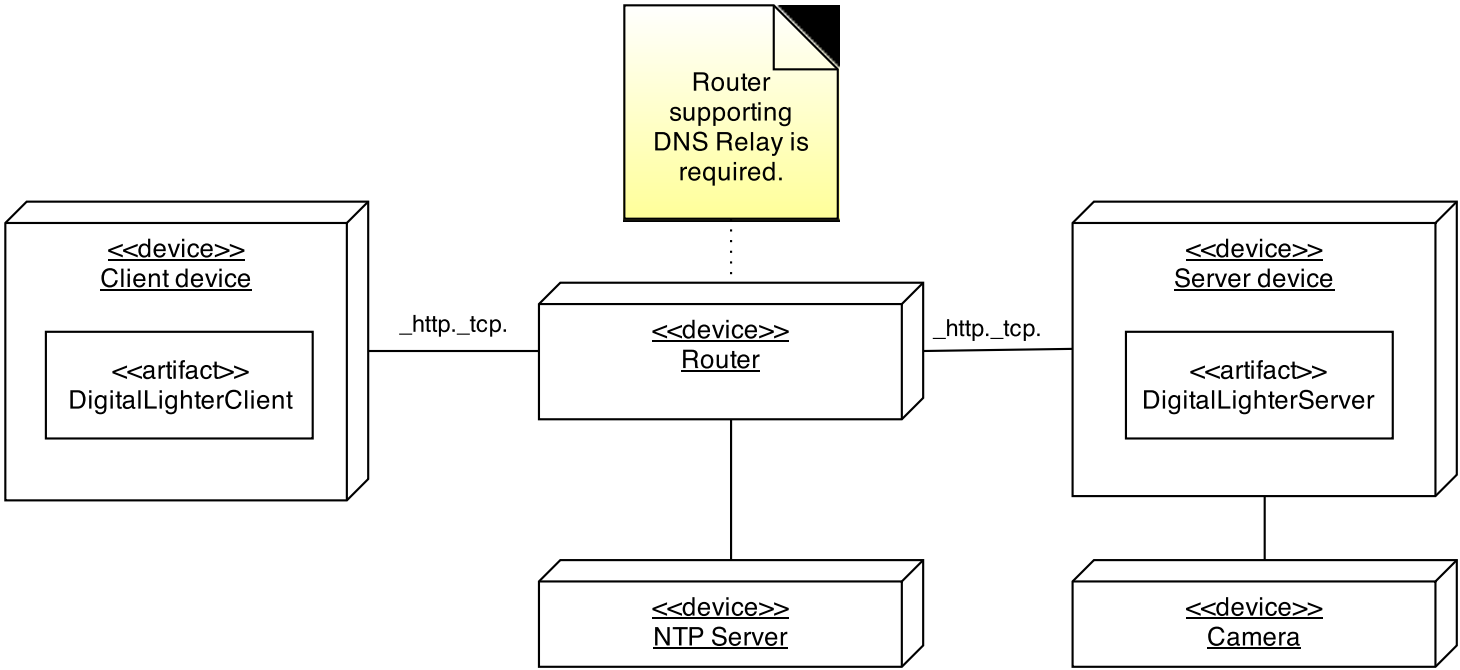 Router
supporting
DNS Relay is
required.
<<device>>
Client device
<<artifact>>
DigitalLighterClient
_http._tcp.
<<device>>
Router
_http._tcp.
<<device>>
Server device
<<artifact>>
DigitalLighterServer
<<device>>
NTP Server
<<device>>
Camera